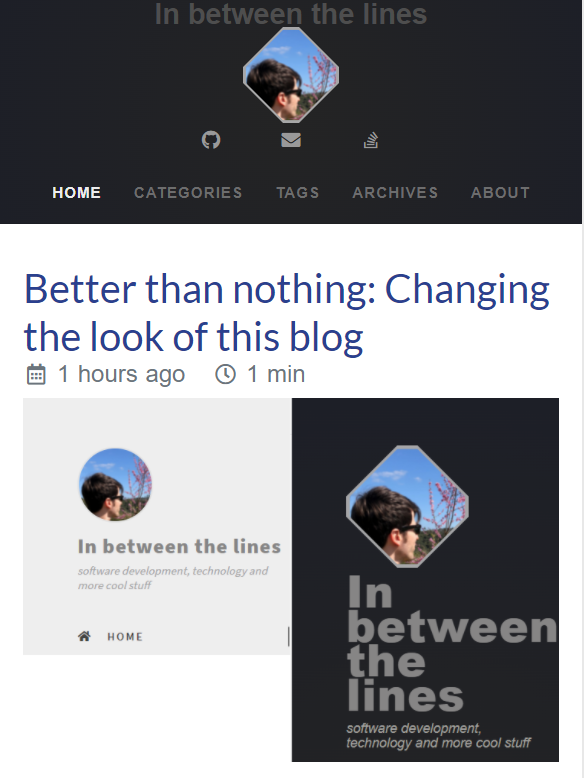 In between the lines
HOME CATEGORIES TAGS ARCHIVES ABOUT
Better than nothing: Changing
the look of this blog
1 hours ago 1 min
In between the lines
software development, technology and
more cool stuff
HOME
In
between
the
lines
software development,
technology and more cool stuff